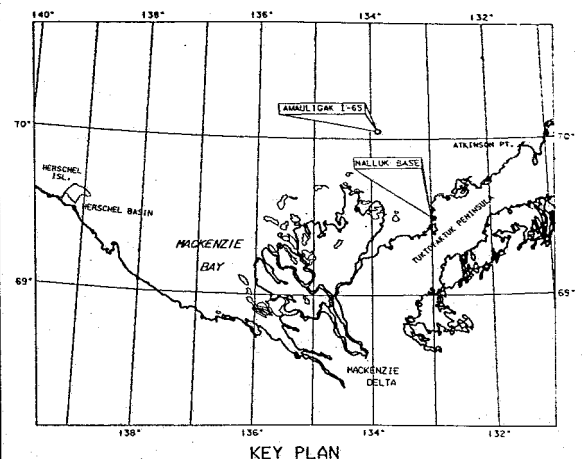 140° 138° 136° 134° 132°
AMAULIGAK I-65
70° 70°
ATKINSON PT.
NALLUK BASE
HERSCHEL
ISL.
HERSCHEL BASIN
TUKTOYAKTUK PENINSULA
MACKENZIE
BAY
69° 69°
MACKENZIE
DELTA
138° 136° 134° 132°
KEY PLAN